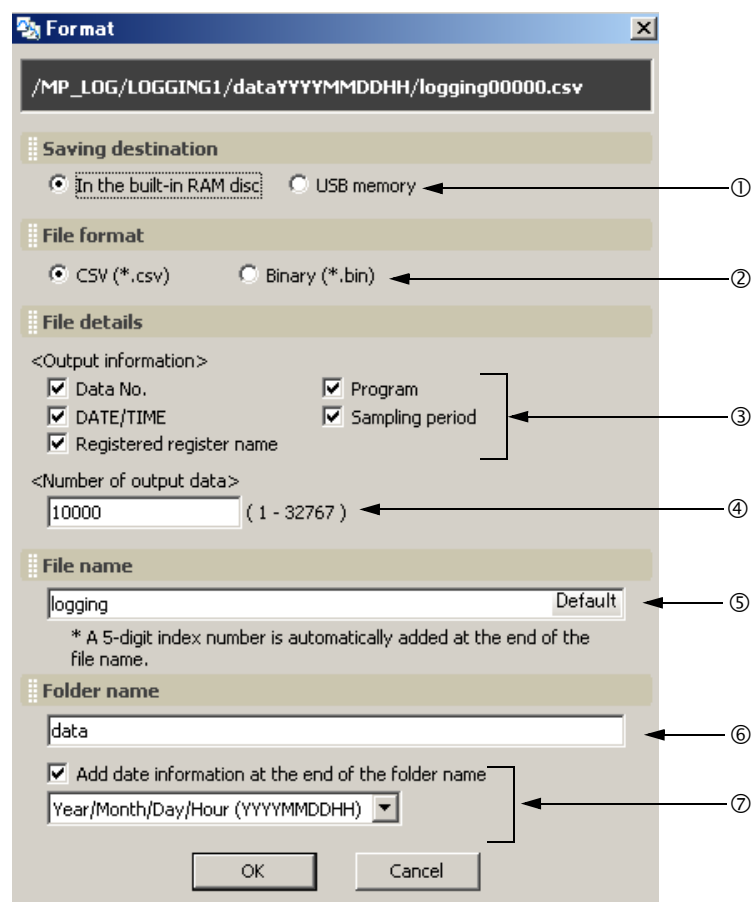 Format
/MP_LOG/LOGGING1/dataYYYYMMDDHH/logging00000.csv
Saving destination
In the built-in RAM disc USB memory ①
File format
CSV (*.csv) Binary (*.bin) ②
File details
<Output information>
Data No. Program
DATE/TIME Sampling period ③
Registered register name
<Number of output data>
10000 ( 1 - 32767 ) ④
File name
logging Default ⑤
* A 5-digit index number is automatically added at the end of the
file name.
Folder name
data ⑥
Add date information at the end of the folder name
Year/Month/Day/Hour (YYYYMMDDHH) ⑦
OK Cancel